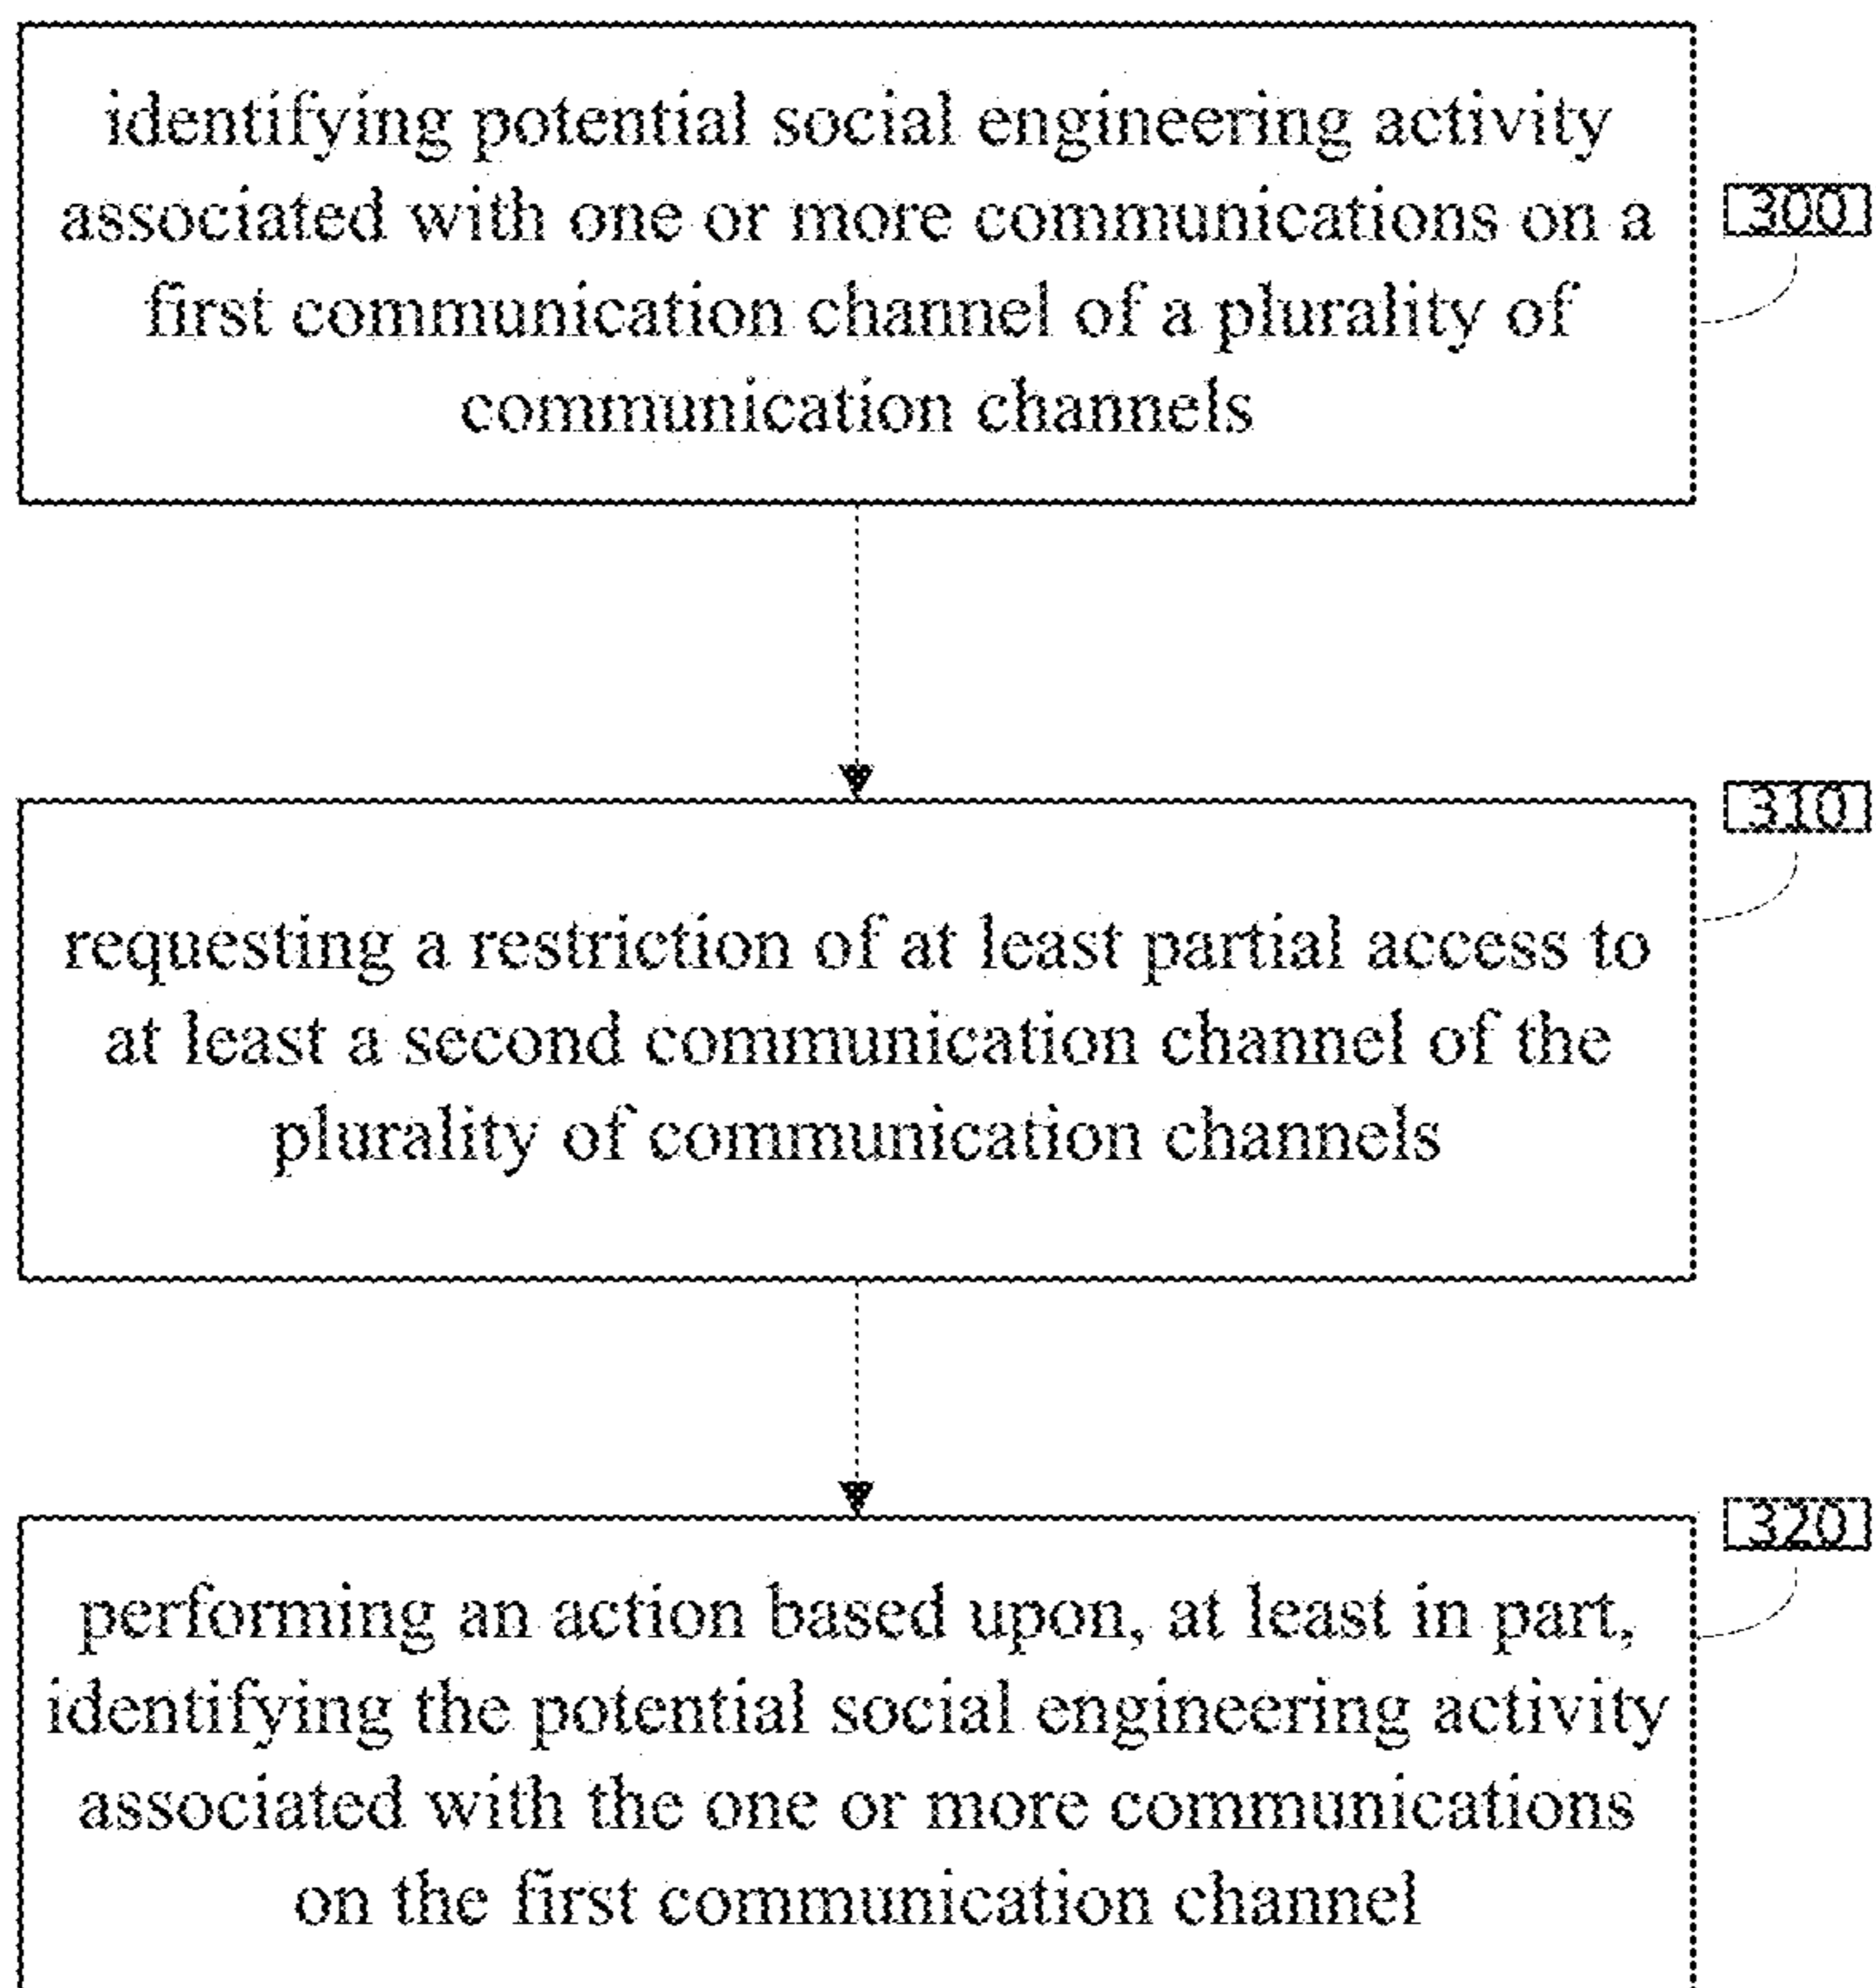 identifying potential social engineering activity
associated with one or more communications on a
first communication channel of a plurality of
communication channels
300
310
requesting a restriction of at least partial access to
at least a second communication channel of the
plurality of communication channels
320
performing an action based upon, at least in part,
identifying the potential social engineering activity
associated with the one or more communications
on the first communication channel